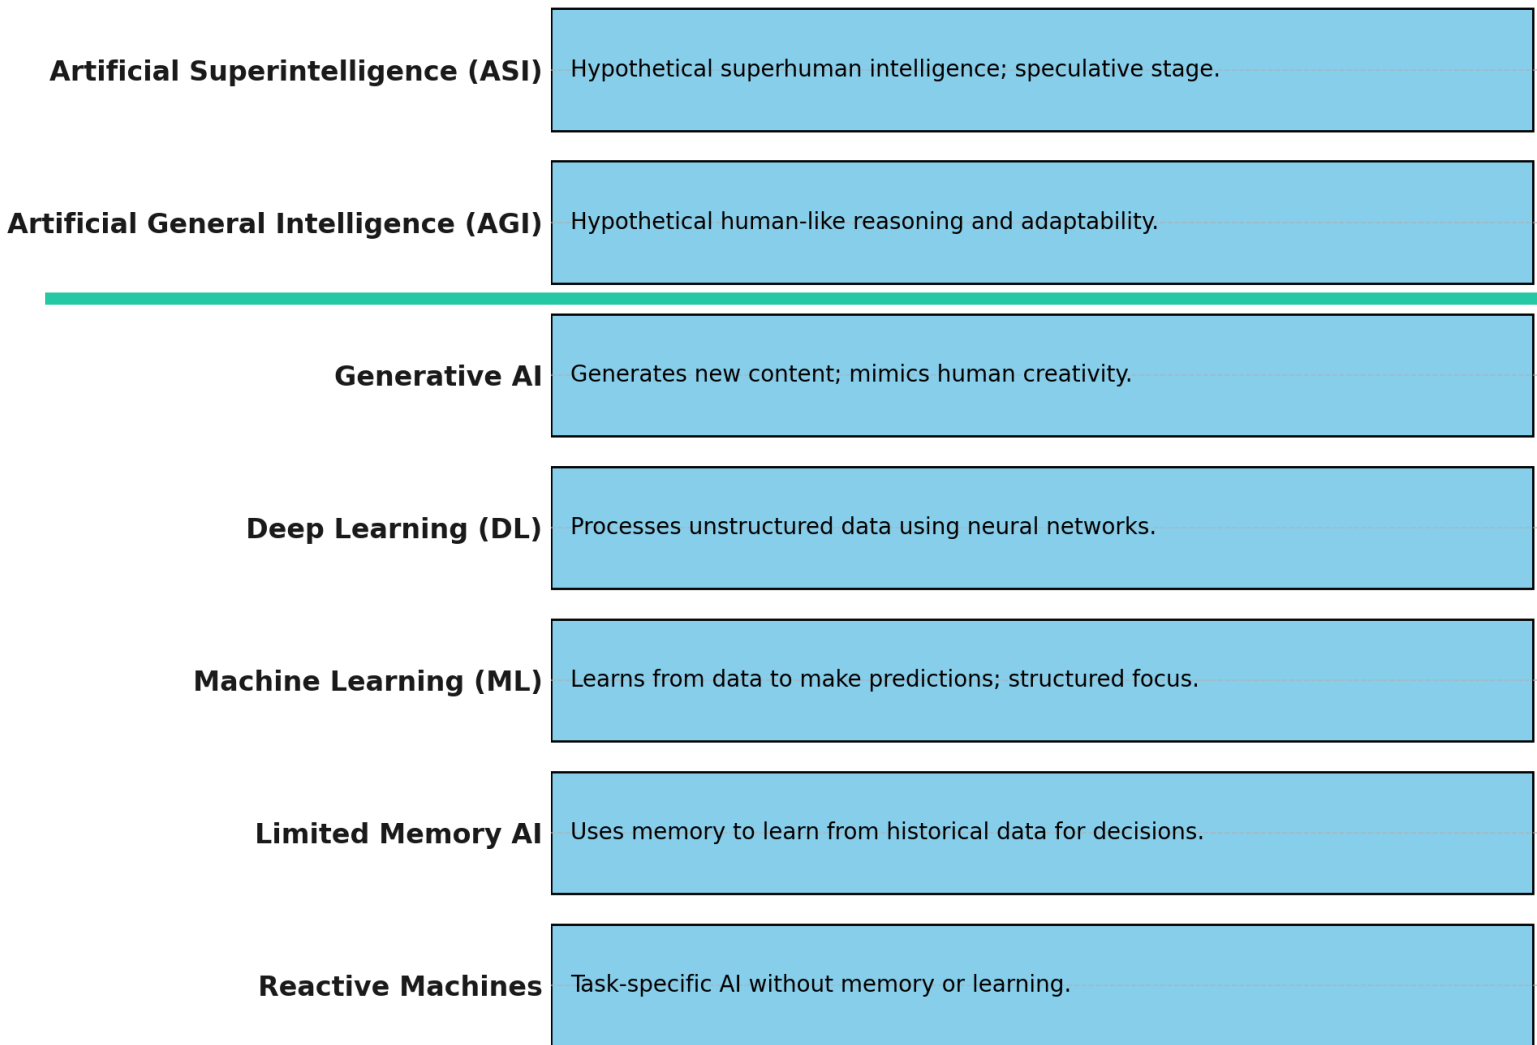 Artificial Superintelligence (ASI) Hypothetical superhuman intelligence; speculative stage.
Artificial General Intelligence (AGI) Hypothetical human-like reasoning and adaptability.
Generative AI Generates new content; mimics human creativity.
Deep Learning (DL) Processes unstructured data using neural networks.
Machine Learning (ML) Learns from data to make predictions; structured focus.
Limited Memory AI Uses memory to learn from historical data for decisions.
Reactive Machines Task-specific AI without memory or learning.